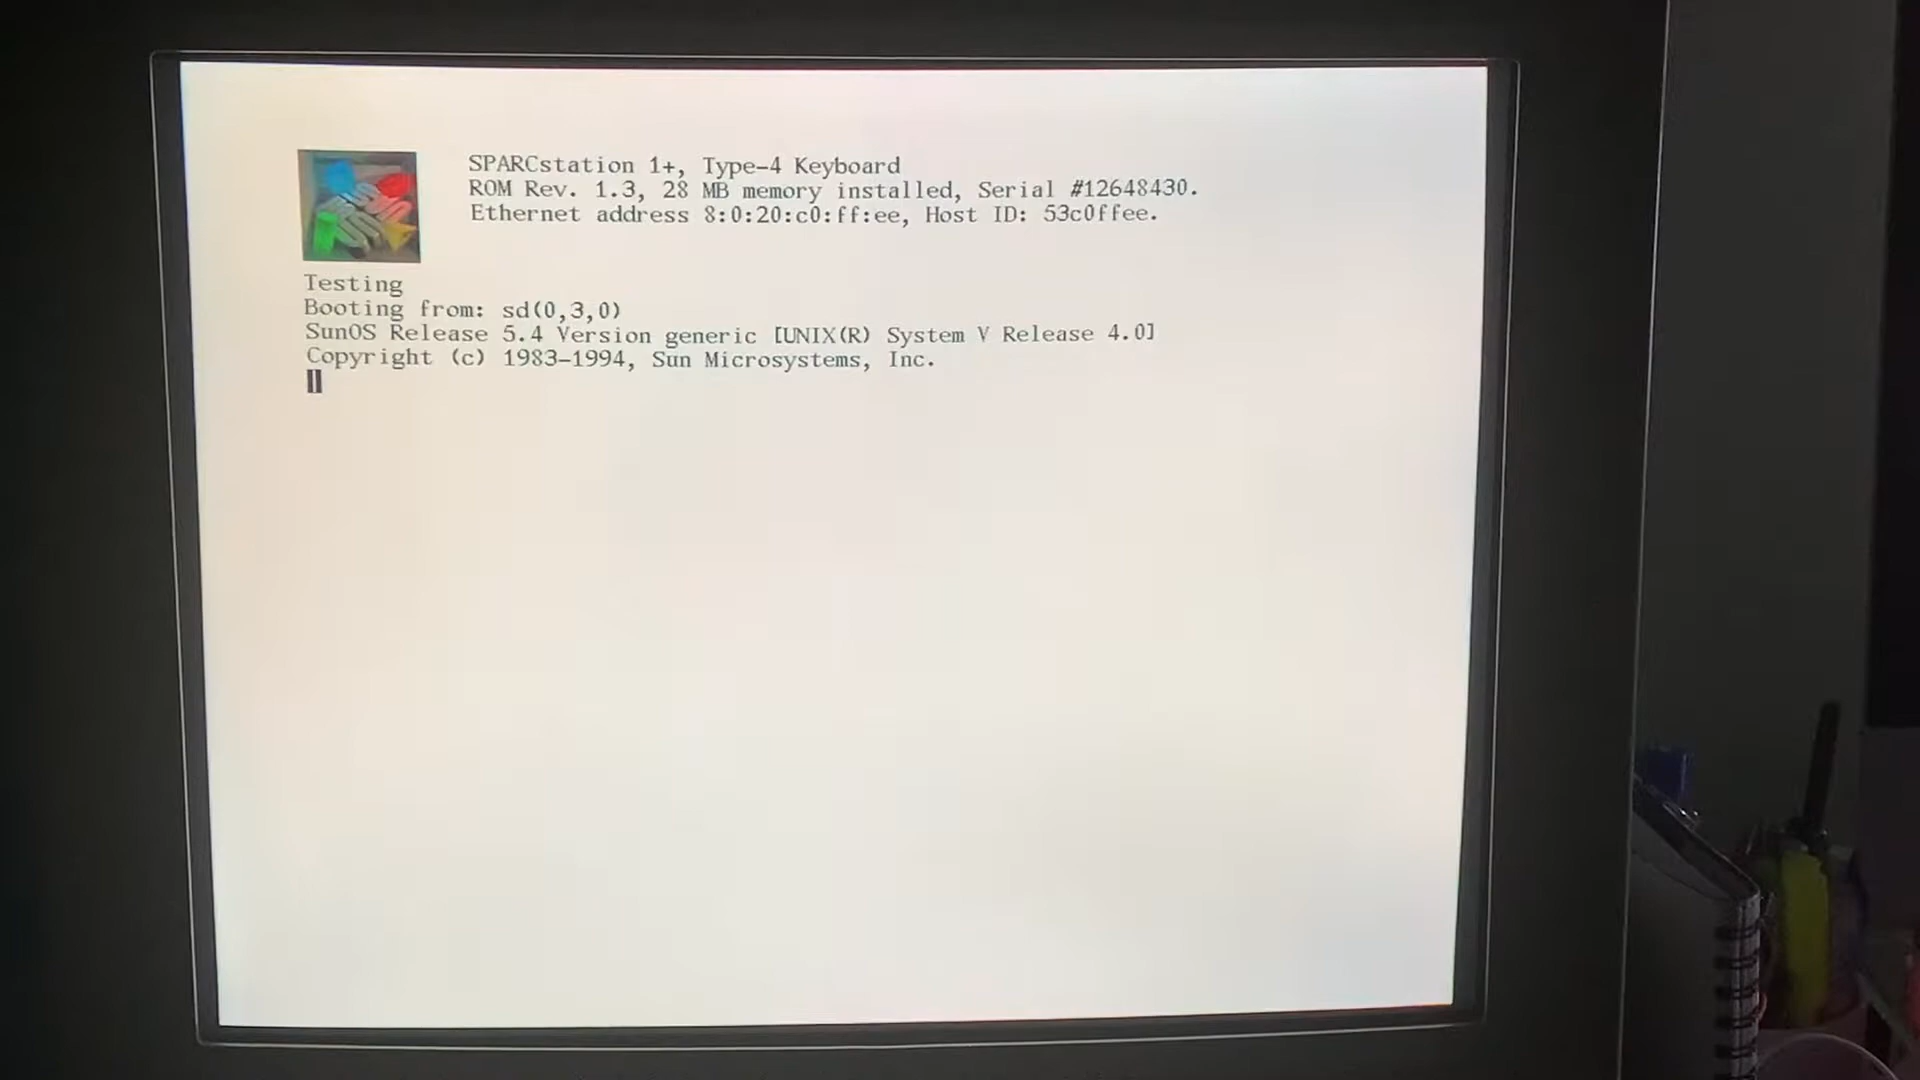 SPARCstation 1+, Type-4 Keyboard
ROM Rev. 1.3, 28 MB memory installed, Serial #12648430.
Ethernet address 8:0:20:c0:ff:ee, Host ID: 53c0ffee.
Testing
Booting from: sd(0,3,0)
SunOS Release 5.4 Version generic [UNIX(R) System V Release 4.0]
Copyright (c) 1983-1994, Sun Microsystems, Inc.